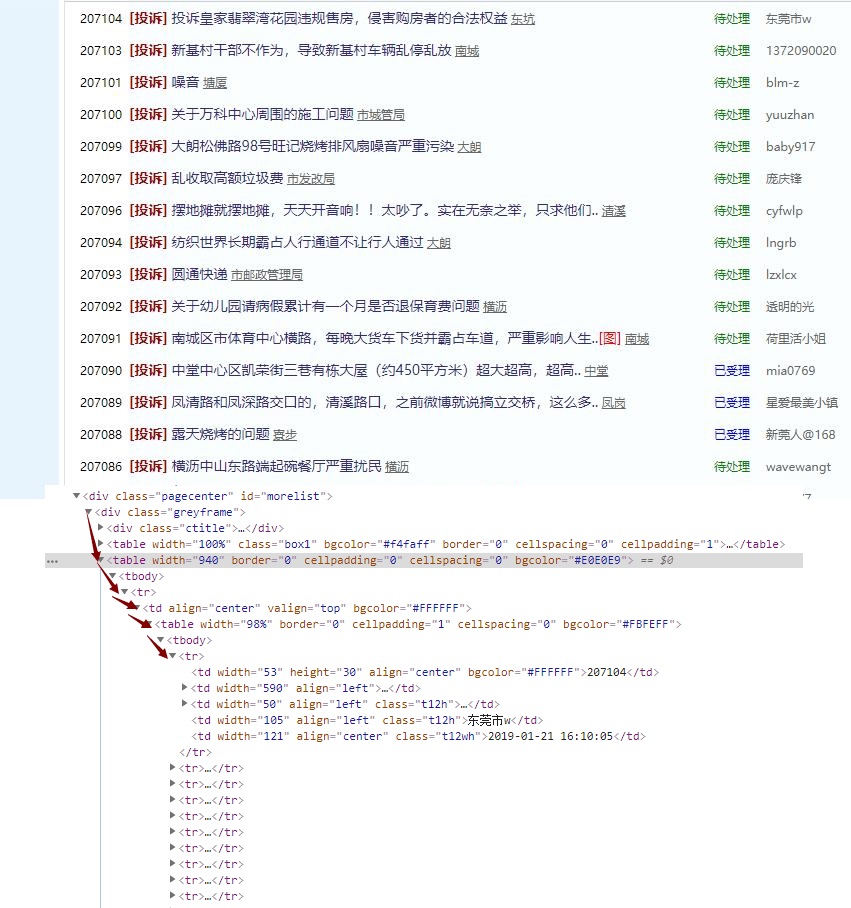 207104 [投诉] 投诉皇家翡翠湾花园违规售房，侵害购房者的合法权益 东坑 待处理 东莞市w
207103 [投诉] 新基村干部不作为，导致新基村车辆乱停乱放 南城 待处理 1372090020
207101 [投诉] 噪音 塘厦 待处理 blm-z
207100 [投诉] 关于万科中心周围的施工问题 市城管局 待处理 yuuzhan
207099 [投诉] 大朗松佛路98号旺记烧烤排风扇噪音严重污染 大朗 待处理 baby917
207097 [投诉] 乱收取高额垃圾费 市发改局 待处理 庞庆锋
207096 [投诉] 摆地摊就摆地摊，天天开音响！！太吵了。实在无奈之举，只求他们.. 清溪 待处理 cyfwlp
207094 [投诉] 纺织世界长期霸占人行通道不让行人通过 大朗 待处理 lngrb
207093 [投诉] 圆通快递 市邮政管理局 待处理 lzxlcx
207092 [投诉] 关于幼儿园请病假累计有一个月是否退保育费问题 横沥 待处理 透明的光
207091 [投诉] 南城区市体育中心横路，每晚大货车下货并霸占车道，严重影响人生..[图] 南城 待处理 荷里活小姐
207090 [投诉] 中堂中心区凯荣街三巷有栋大屋（约450平方米）超大超高，超高.. 中堂 已受理 mia0769
207089 [投诉] 凤清路和凤深路交口的，清溪路口，之前微博就说搞立交桥，这么多.. 凤岗 已受理 星爱最美小镇
207088 [投诉] 露天烧烤的问题 寮步 已受理 新莞人@168
207086 [投诉] 横沥中山东路端起碗餐厅严重扰民 横沥 待处理 wavewangt
▼<div class="pagecenter" id="morelist">
▼<div class="greyframe">
▶<div class="ctitle">…</div>
▶<table width="100%" class="box1" bgcolor="#f4faff" border="0" cellspacing="0" cellpadding="1">…</table>
… ▼<table width="940" border="0" cellpadding="0" cellspacing="0" bgcolor="#E0E0E9"> == $0
▼<tbody>
▼<tr>
▼<td align="center" valign="top" bgcolor="#FFFFFF">
▼<table width="98%" border="0" cellpadding="1" cellspacing="0" bgcolor="#FBFEFF">
▼<tbody>
▼<tr>
<td width="53" height="30" align="center" bgcolor="#FFFFFF">207104</td>
▶<td width="590" align="left">…</td>
▶<td width="50" align="left" class="t12h">…</td>
<td width="105" align="left" class="t12h">东莞市w</td>
<td width="121" align="center" class="t12wh">2019-01-21 16:10:05</td>
</tr>
▶<tr>…</tr>
▶<tr>…</tr>
▶<tr>…</tr>
▶<tr>…</tr>
▶<tr>…</tr>
▶<tr>…</tr>
▶<tr>…</tr>
▶<tr>…</tr>
▶<tr>…</tr>